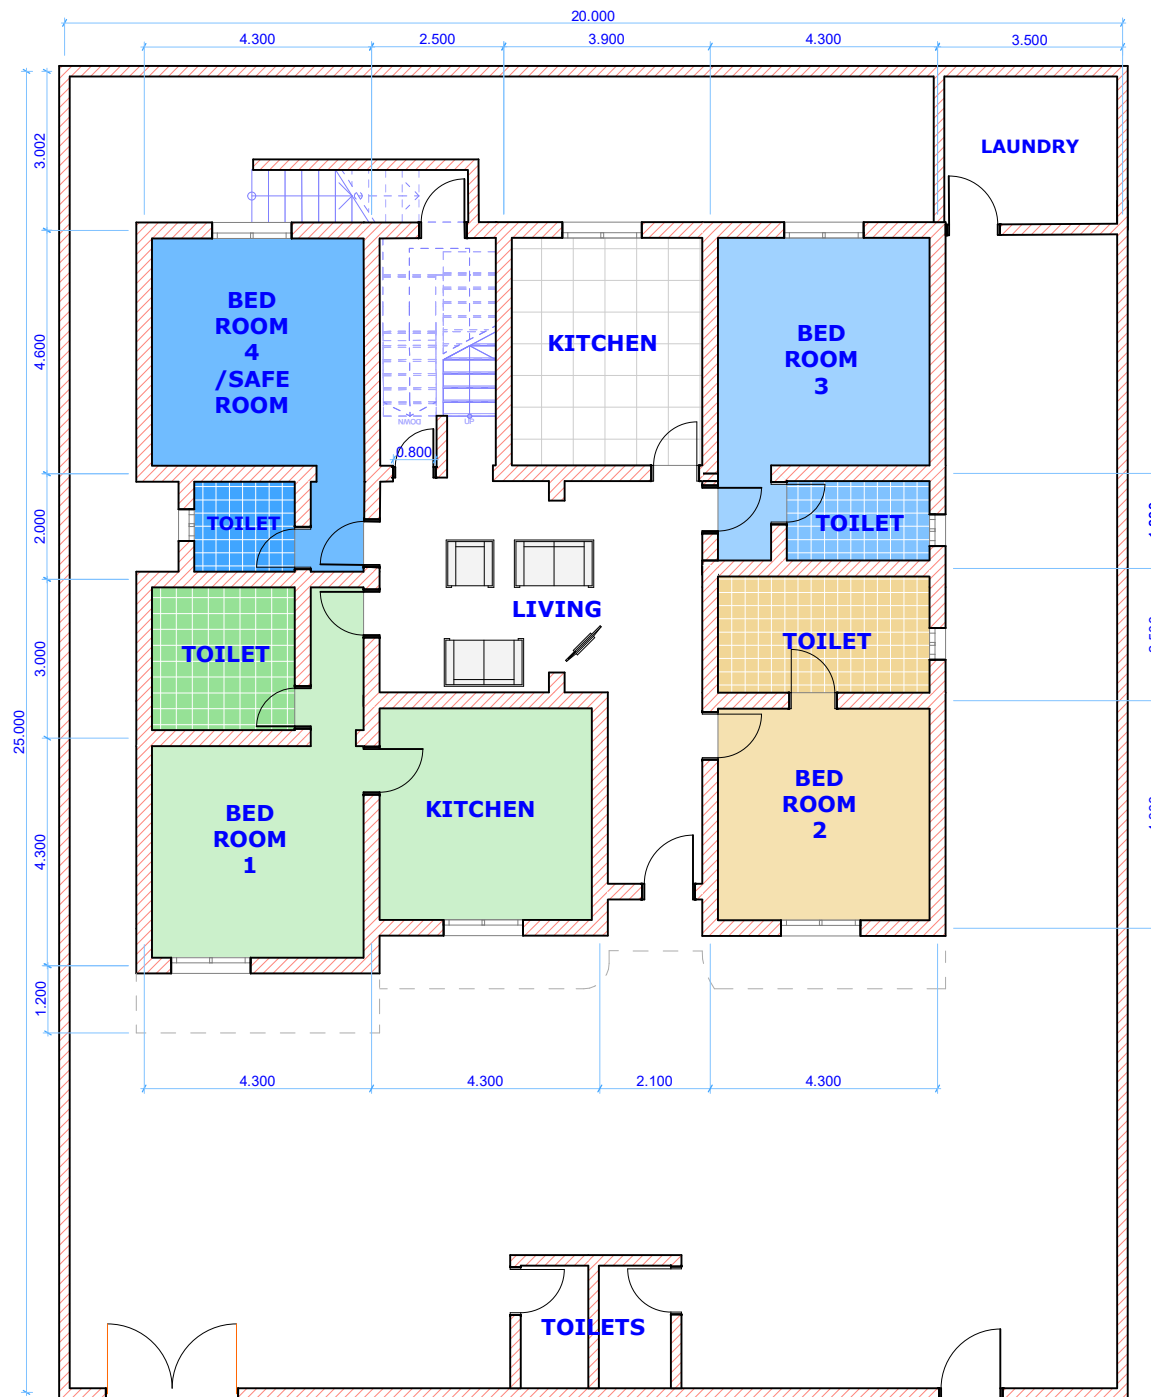 20.000
4.300
2.500
3.900
4.300
3.500
3.002
LAUNDRY
BED
ROOM
4
/SAFE
ROOM
KITCHEN
BED
ROOM
3
4.600
DOWN
UP
0.800
TOILET
TOILET
2.000
LIVING
TOILET
TOILET
3.000
25.000
BED
ROOM
1
KITCHEN
BED
ROOM
2
4.300
1.200
4.300
4.300
2.100
4.300
TOILETS